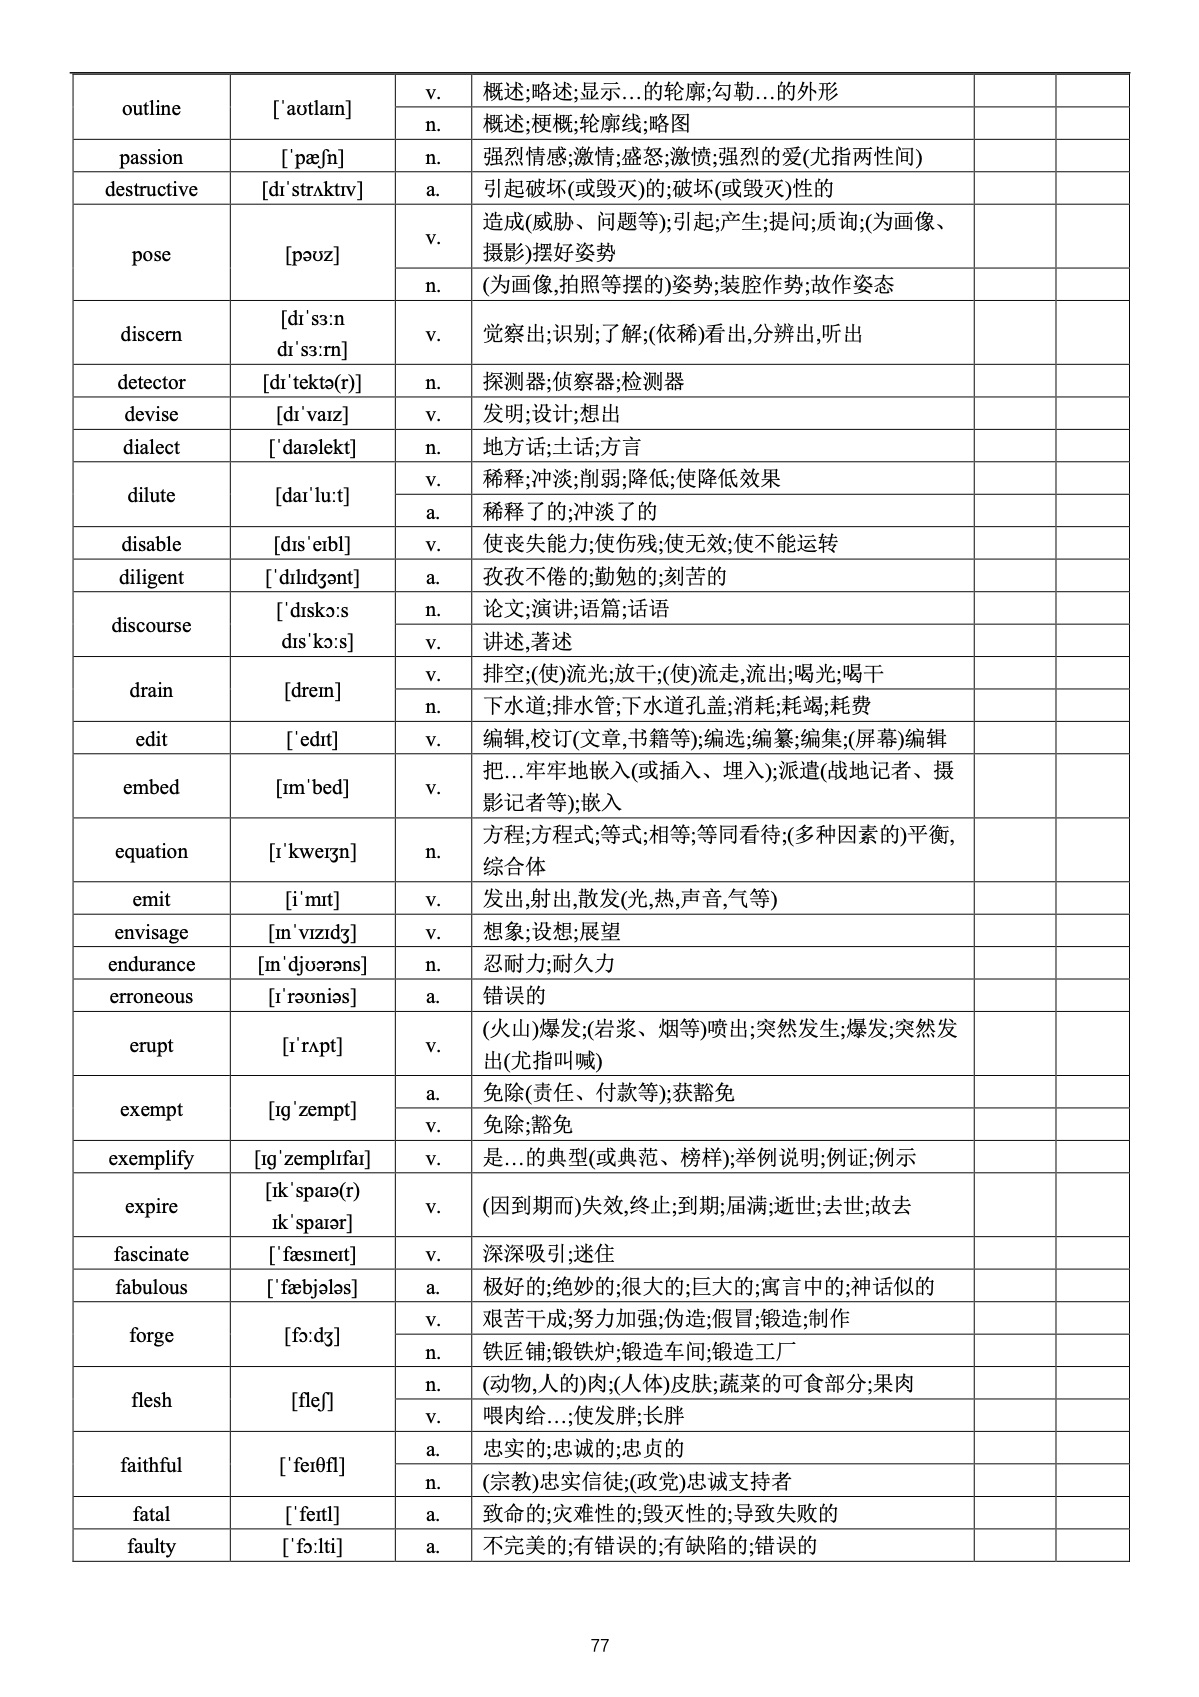 outline [ˈaʊtlaɪn] v. 概述;略述;显示…的轮廓;勾勒…的外形
n. 概述;梗概;轮廓线;略图
passion [ˈpæʃn] n. 强烈情感;激情;盛怒;激愤;强烈的爱(尤指两性间)
destructive [dɪˈstrʌktɪv] a. 引起破坏(或毁灭)的;破坏(或毁灭)性的
pose [pəʊz] v. 造成(威胁、问题等);引起;产生;提问;质询;(为画像、
摄影)摆好姿势
n. (为画像,拍照等摆的)姿势;装腔作势;故作姿态
discern [dɪˈsɜːn
dɪˈsɜːrn] v. 觉察出;识别;了解;(依稀)看出,分辨出,听出
detector [dɪˈtektə(r)] n. 探测器;侦察器;检测器
devise [dɪˈvaɪz] v. 发明;设计;想出
dialect [ˈdaɪəlekt] n. 地方话;土话;方言
dilute [daɪˈluːt] v. 稀释;冲淡;削弱;降低;使降低效果
a. 稀释了的;冲淡了的
disable [dɪsˈeɪbl] v. 使丧失能力;使伤残;使无效;使不能运转
diligent [ˈdɪlɪdʒənt] a. 孜孜不倦的;勤勉的;刻苦的
discourse [ˈdɪskɔːs n. 论文;演讲;语篇;话语
dɪsˈkɔːs] v. 讲述,著述
drain [dreɪn] v. 排空;(使)流光;放干;(使)流走,流出;喝光;喝干
n. 下水道;排水管;下水道孔盖;消耗;耗竭;耗费
edit [ˈedɪt] v. 编辑,校订(文章,书籍等);编选;编纂;编集;(屏幕)编辑
embed [ɪmˈbed] v. 把…牢牢地嵌入(或插入、埋入);派遣(战地记者、摄
影记者等);嵌入
equation [ɪˈkweɪʒn] n. 方程;方程式;等式;相等;等同看待;(多种因素的)平衡,
综合体
emit [iˈmɪt] v. 发出,射出,散发(光,热,声音,气等)
envisage [ɪnˈvɪzɪdʒ] v. 想象;设想;展望
endurance [ɪnˈdjʊərəns] n. 忍耐力;耐久力
erroneous [ɪˈrəʊniəs] a. 错误的
erupt [ɪˈrʌpt] v. (火山)爆发;(岩浆、烟等)喷出;突然发生;爆发;突然发
出(尤指叫喊)
exempt [ɪɡˈzempt] a. 免除(责任、付款等);获豁免
v. 免除;豁免
exemplify [ɪɡˈzemplɪfaɪ] v. 是…的典型(或典范、榜样);举例说明;例证;例示
expire [ɪkˈspaɪə(r)
ɪkˈspaɪər] v. (因到期而)失效,终止;到期;届满;逝世;去世;故去
fascinate [ˈfæsɪneɪt] v. 深深吸引;迷住
fabulous [ˈfæbjələs] a. 极好的;绝妙的;很大的;巨大的;寓言中的;神话似的
forge [fɔːdʒ] v. 艰苦干成;努力加强;伪造;假冒;锻造;制作
n. 铁匠铺;锻铁炉;锻造车间;锻造工厂
flesh [fleʃ] n. (动物,人的)肉;(人体)皮肤;蔬菜的可食部分;果肉
v. 喂肉给…;使发胖;长胖
faithful [ˈfeɪθfl] a. 忠实的;忠诚的;忠贞的
n. (宗教)忠实信徒;(政党)忠诚支持者
fatal [ˈfeɪtl] a. 致命的;灾难性的;毁灭性的;导致失败的
faulty [ˈfɔːlti] a. 不完美的;有错误的;有缺陷的;错误的
77